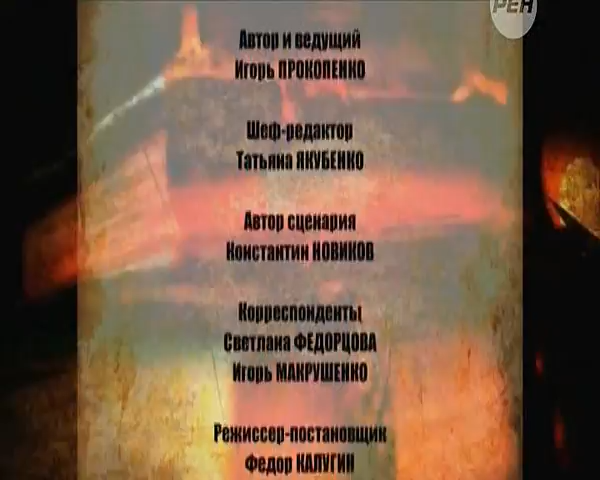 РЕН
Автор и ведущий
Игорь ПРОКОПЕНКО
Шеф-редактор
Татьяна ЯКУБЕНКО
Автор сценария
Константин НОВИКОВ
Корреспонденты
Светлана ФЕДОРЦОВА
Игорь МАКРУШЕНКО
Режиссер-постановщик
Федор КАЛУГИН